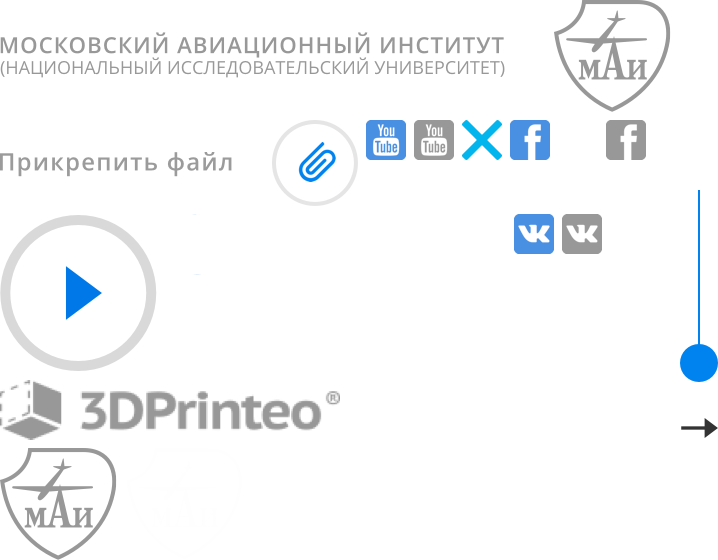 МОСКОВСКИЙ АВИАЦИОННЫЙ ИНСТИТУТ
(НАЦИОНАЛЬНЫЙ ИССЛЕДОВАТЕЛЬСКИЙ УНИВЕРСИТЕТ)
МАИ
Прикрепить файл
You Tube
You Tube
3DPrinteo®
МАИ